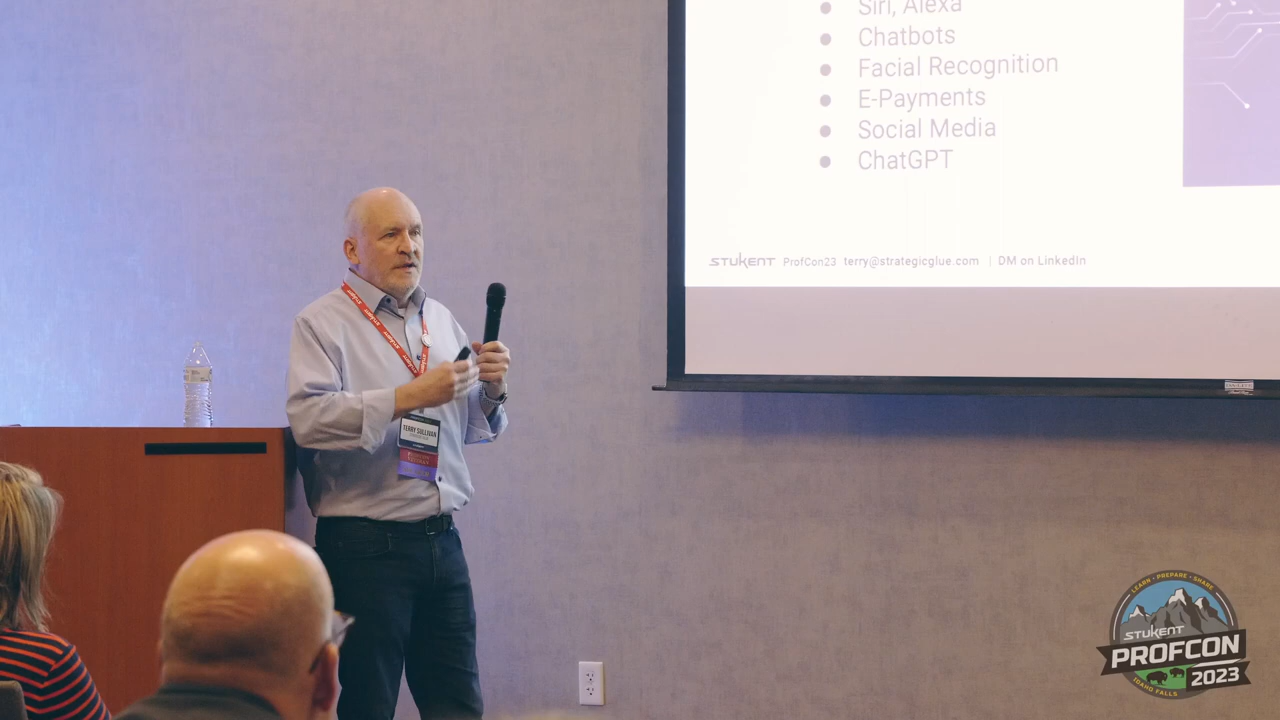 Siri, Alexa
Chatbots
Facial Recognition
E-Payments
Social Media
ChatGPT
STUKENT ProfCon23 terry@strategicglue.com | DM on LinkedIn
STUKENT
TERRY SULLIVAN
LEARN · PREPARE · SHARE
STUKENT
PROFCON
2023
IDAHO FALLS